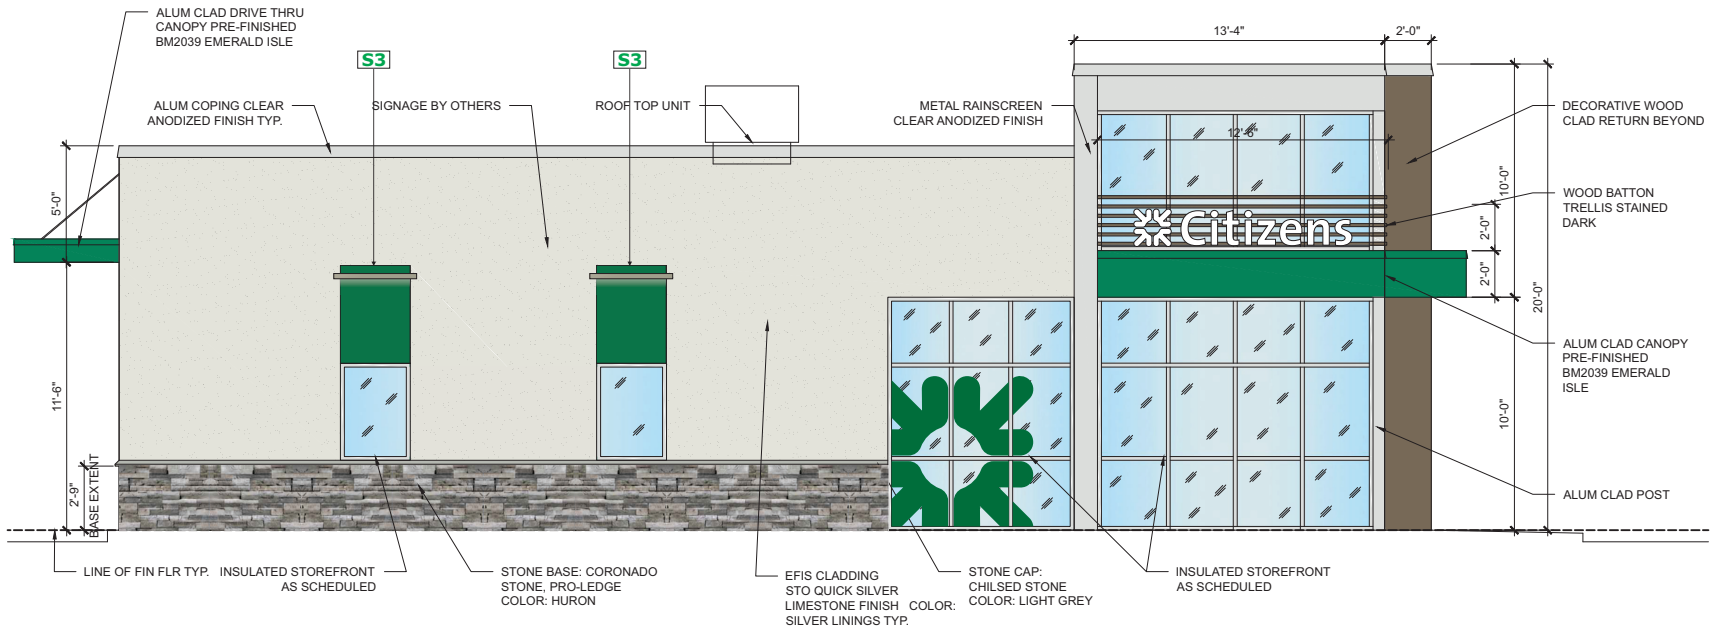 ALUM CLAD DRIVE THRU
CANOPY PRE-FINISHED
BM2039 EMERALD ISLE
S3
S3
13'-4"
2'-0"
ALUM COPING CLEAR
ANODIZED FINISH TYP.
SIGNAGE BY OTHERS
ROOF TOP UNIT
METAL RAINSCREEN
CLEAR ANODIZED FINISH
12'-6"
DECORATIVE WOOD
CLAD RETURN BEYOND
WOOD BATTON
TRELLIS STAINED
DARK
Citizens
5'-0"
11'-6"
2'-9"
BASE EXTENT
10'-0"
2'-0"
2'-0"
20'-0"
10'-0"
ALUM CLAD CANOPY
PRE-FINISHED
BM2039 EMERALD
ISLE
ALUM CLAD POST
LINE OF FIN FLR TYP.
INSULATED STOREFRONT
AS SCHEDULED
STONE BASE: CORONADO
STONE, PRO-LEDGE
COLOR: HURON
EFIS CLADDING
STO QUICK SILVER
LIMESTONE FINISH COLOR:
SILVER LININGS TYP.
STONE CAP:
CHILSED STONE
COLOR: LIGHT GREY
INSULATED STOREFRONT
AS SCHEDULED